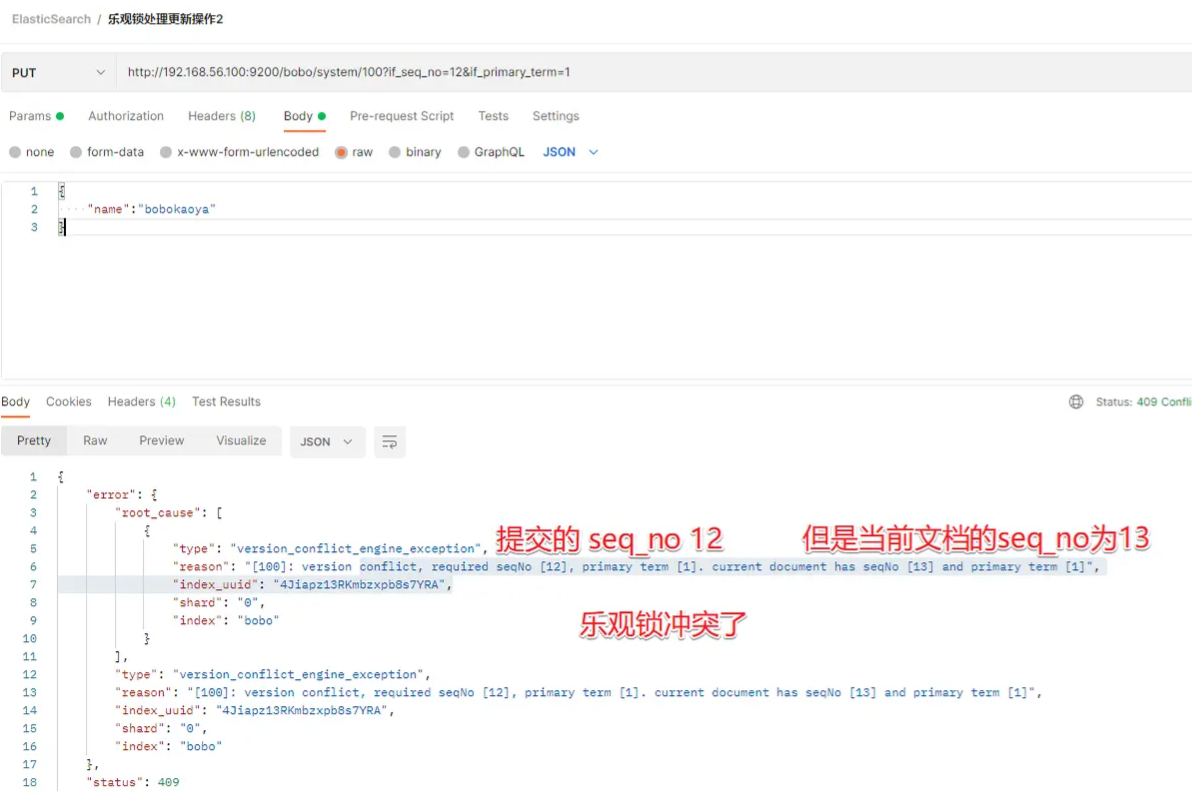 ElasticSearch / 乐观锁处理更新操作2
PUT http://192.168.56.100:9200/bobo/system/100?if_seq_no=12&if_primary_term=1
Params Authorization Headers (8) Body Pre-request Script Tests Settings
none form-data x-www-form-urlencoded raw binary GraphQL JSON
1 {
2 ····"name":"bobokaoya"
3 }
Body Cookies Headers (4) Test Results Status: 409 Confli
Pretty Raw Preview Visualize JSON
1 {
2 "error": {
3 "root_cause": [
4 {
提交的 seq_no 12 但是当前文档的seq_no为13
5 "type": "version_conflict_engine_exception",
6 "reason": "[100]: version conflict, required seqNo [12], primary term [1]. current document has seqNo [13] and primary term [1]",
7 "index_uuid": "4Jiapz13RKmbzxpb8s7YRA",
8 "shard": "0",
9 "index": "bobo"
乐观锁冲突了
10 }
11 ],
12 "type": "version_conflict_engine_exception",
13 "reason": "[100]: version conflict, required seqNo [12], primary term [1]. current document has seqNo [13] and primary term [1]",
14 "index_uuid": "4Jiapz13RKmbzxpb8s7YRA",
15 "shard": "0",
16 "index": "bobo"
17 },
18 "status": 409